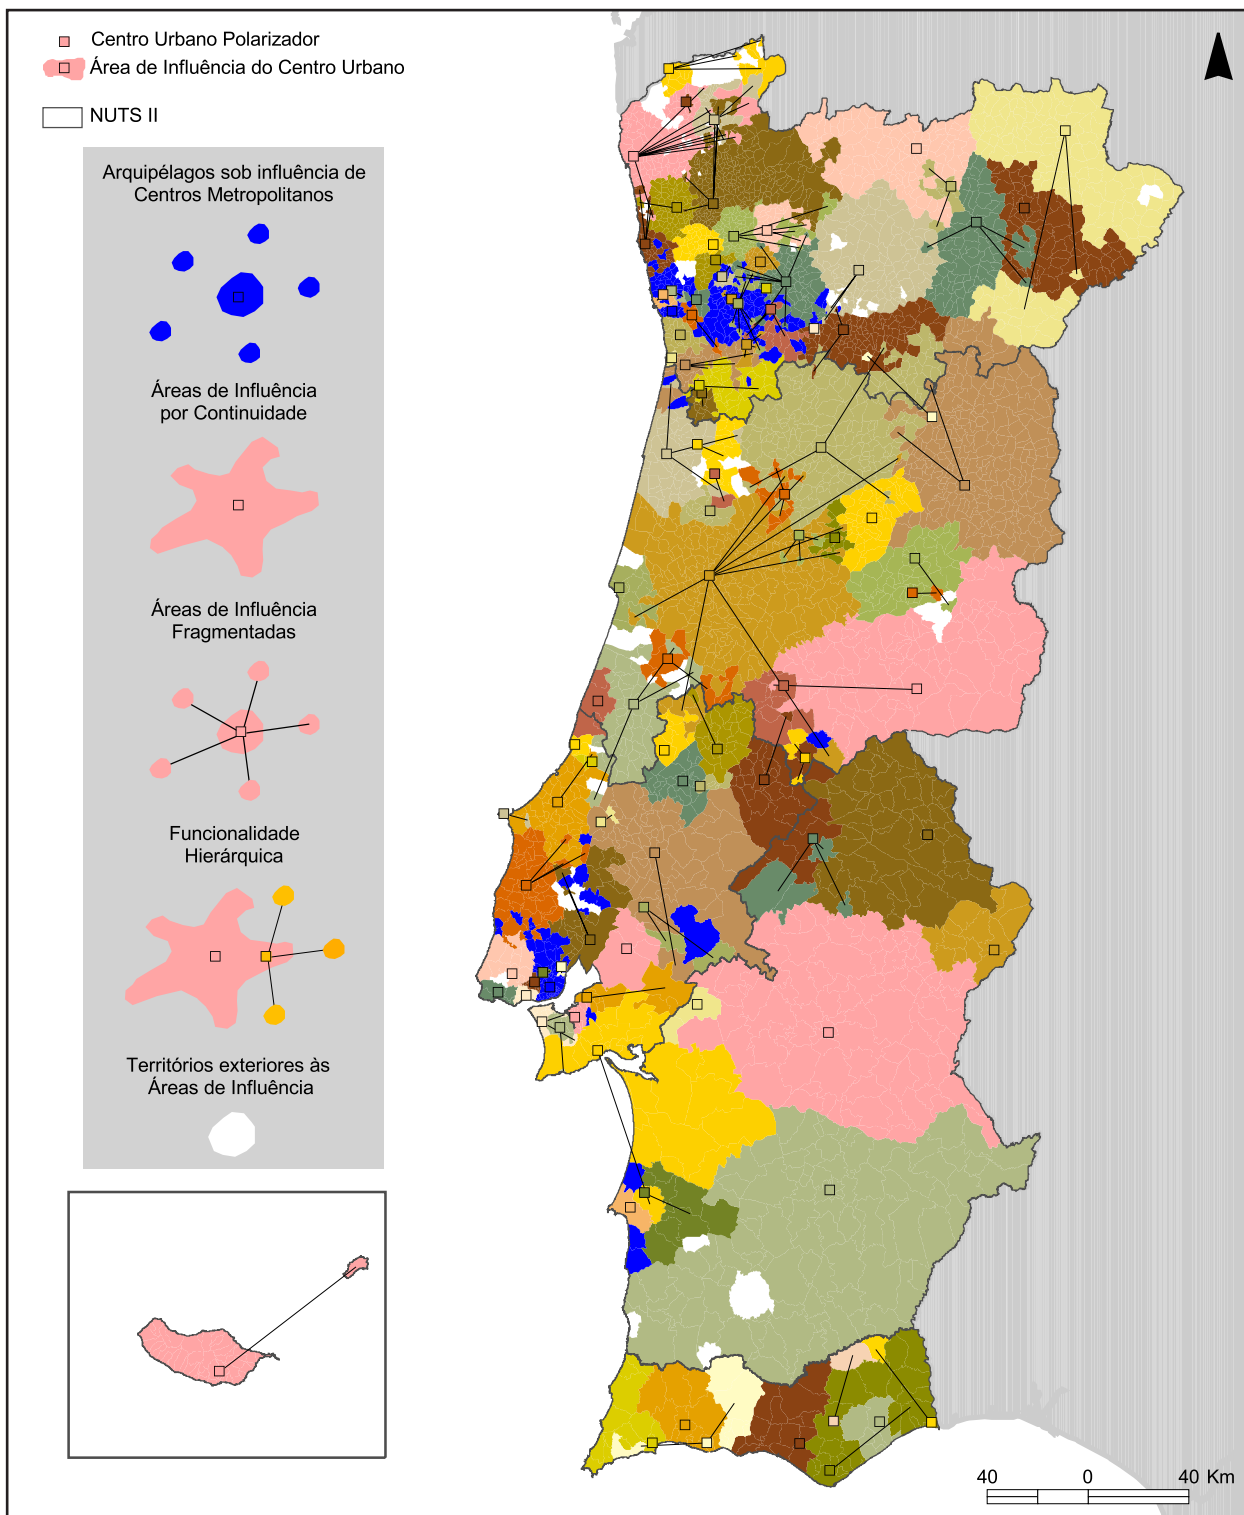 Centro Urbano Polarizador
Área de Influência do Centro Urbano
NUTS II
Arquipélagos sob influência de
Centros Metropolitanos
Áreas de Influência
por Continuidade
Áreas de Influência
Fragmentadas
Funcionalidade
Hierárquica
Territórios exteriores às
Áreas de Influência
40 0 40 Km